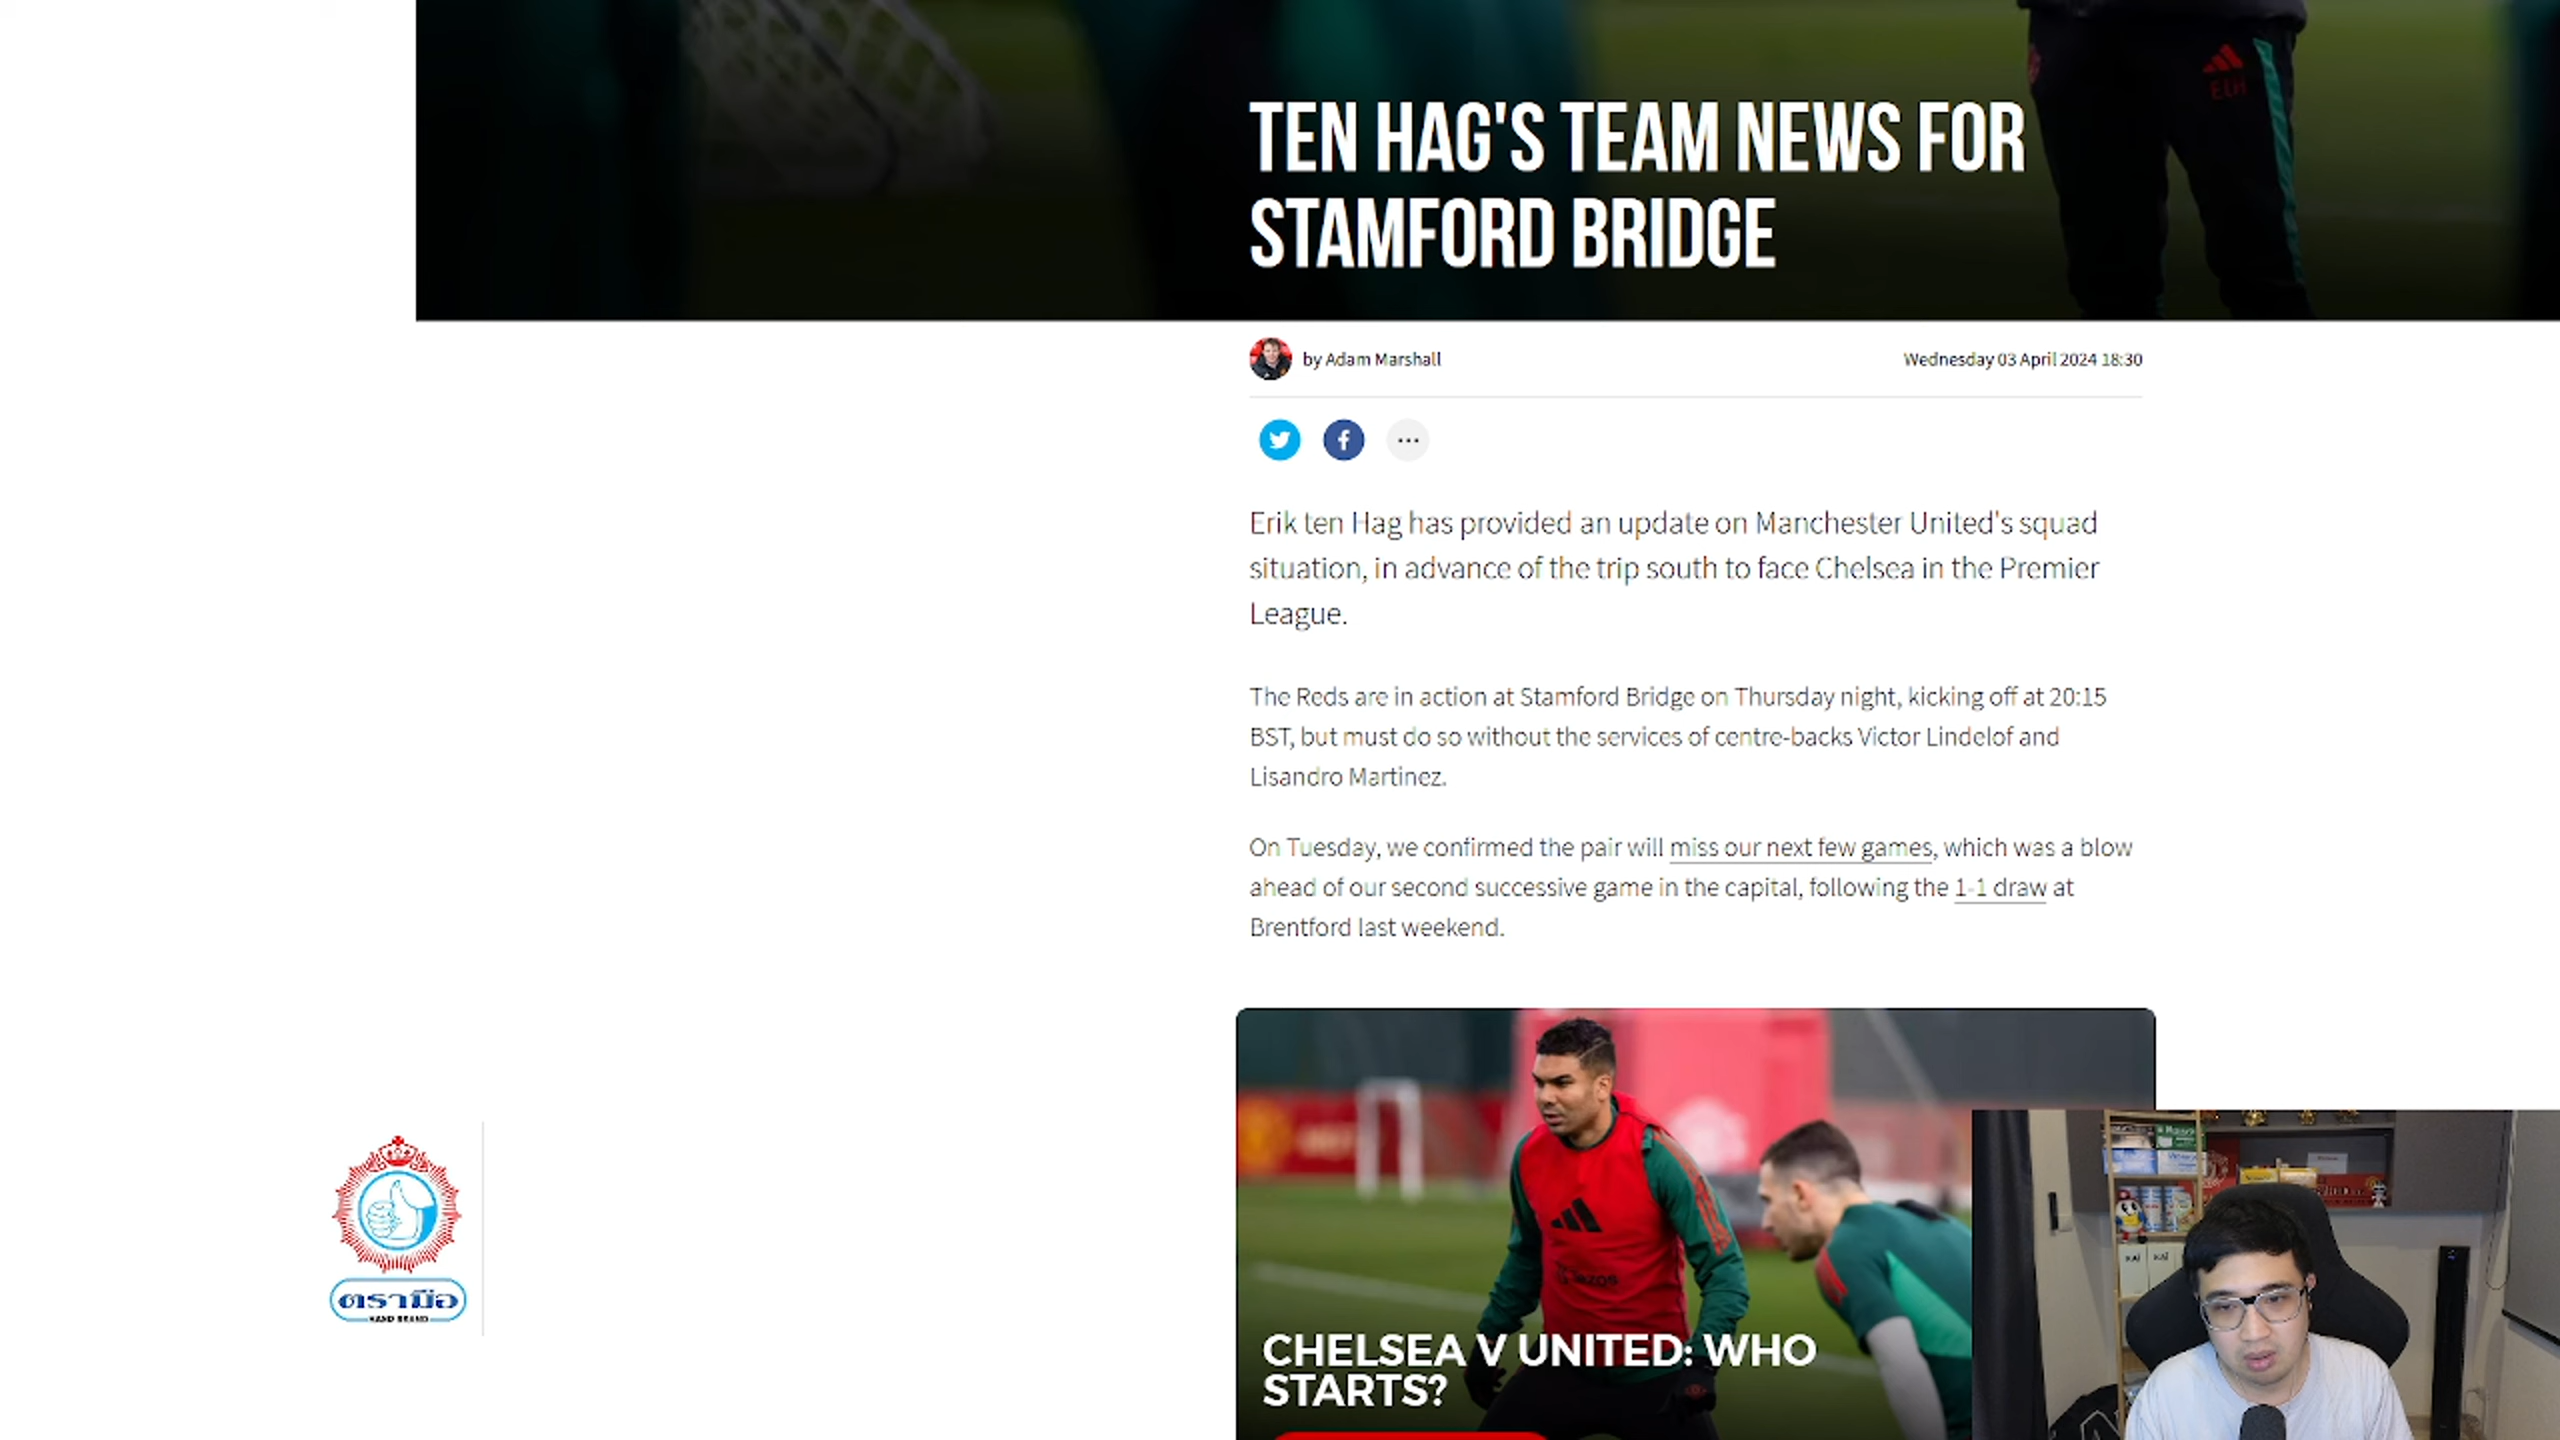 ELH
TEN HAG'S TEAM NEWS FOR
STAMFORD BRIDGE
by Adam Marshall
Wednesday 03 April 2024 18:30
Erik ten Hag has provided an update on Manchester United's squad
situation, in advance of the trip south to face Chelsea in the Premier
League.
The Reds are in action at Stamford Bridge on Thursday night, kicking off at 20:15
BST, but must do so without the services of centre-backs Victor Lindelof and
Lisandro Martinez.
On Tuesday, we confirmed the pair will miss our next few games, which was a blow
ahead of our second successive game in the capital, following the 1-1 draw at
Brentford last weekend.
CHELSEA V UNITED: WHO
STARTS?
ตรามือ
HAND BRAND